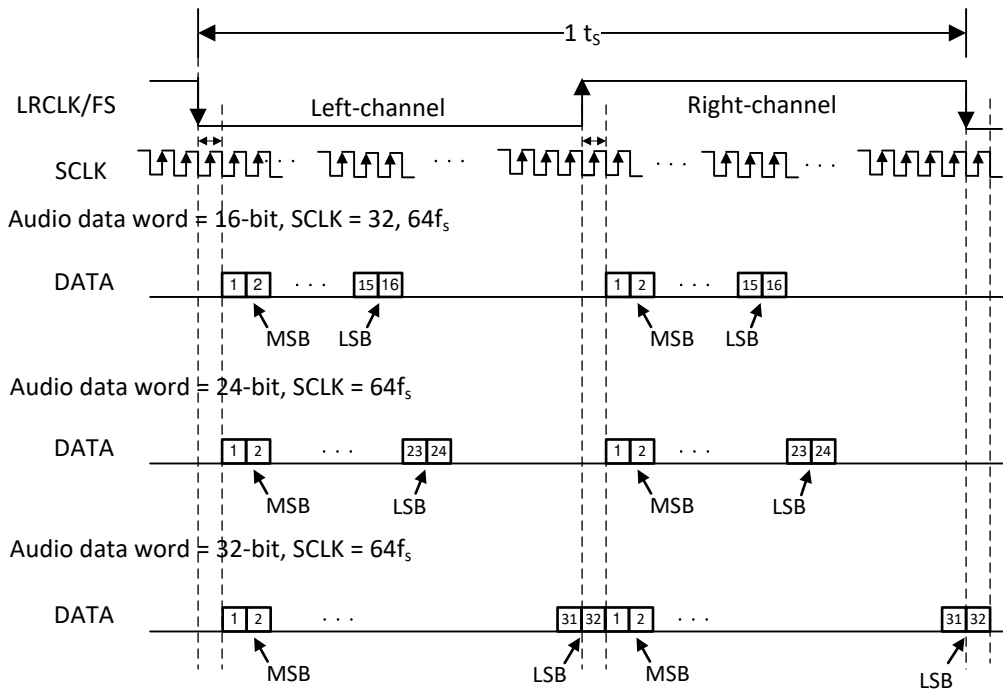 1 tS
LRCLK/FS Left-channel Right-channel
SCLK · · · · · · · · · · · ·
Audio data word = 16-bit, SCLK = 32, 64fs
DATA 1 2 · · · 15 16 1 2 · · · 15 16
MSB LSB MSB LSB
Audio data word = 24-bit, SCLK = 64fs
DATA 1 2 · · · 23 24 1 2 · · · 23 24
MSB LSB MSB LSB
Audio data word = 32-bit, SCLK = 64fs
DATA 1 2 · · · 31 32 1 2 · · · 31 32
MSB LSB MSB LSB